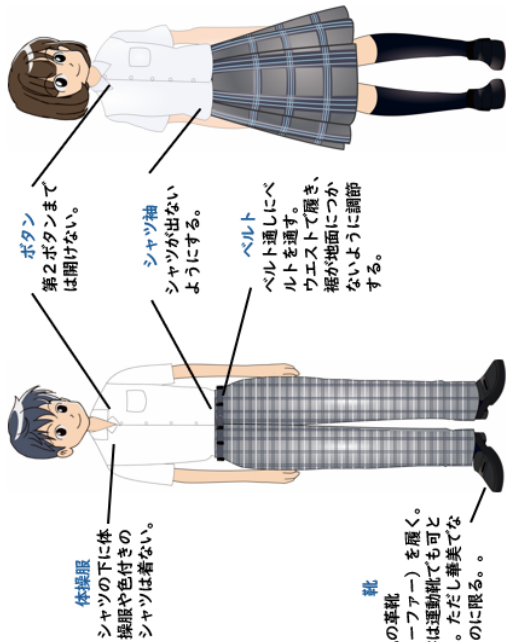 ボタン
第２ボタンまで
は開けない。
シャツ袖
シャツが出ない
ようにする。
ベルト
ベルト通しにベ
ルトを通す。
ウエストで履き、
裾が地面につか
ないように調節
する。
体操服
シャツの下に体
操服や色付きの
シャツは着ない。
靴
の革靴
ーファー）を履く。
は運動靴でも可と
。ただし華美でな
のに限る。。